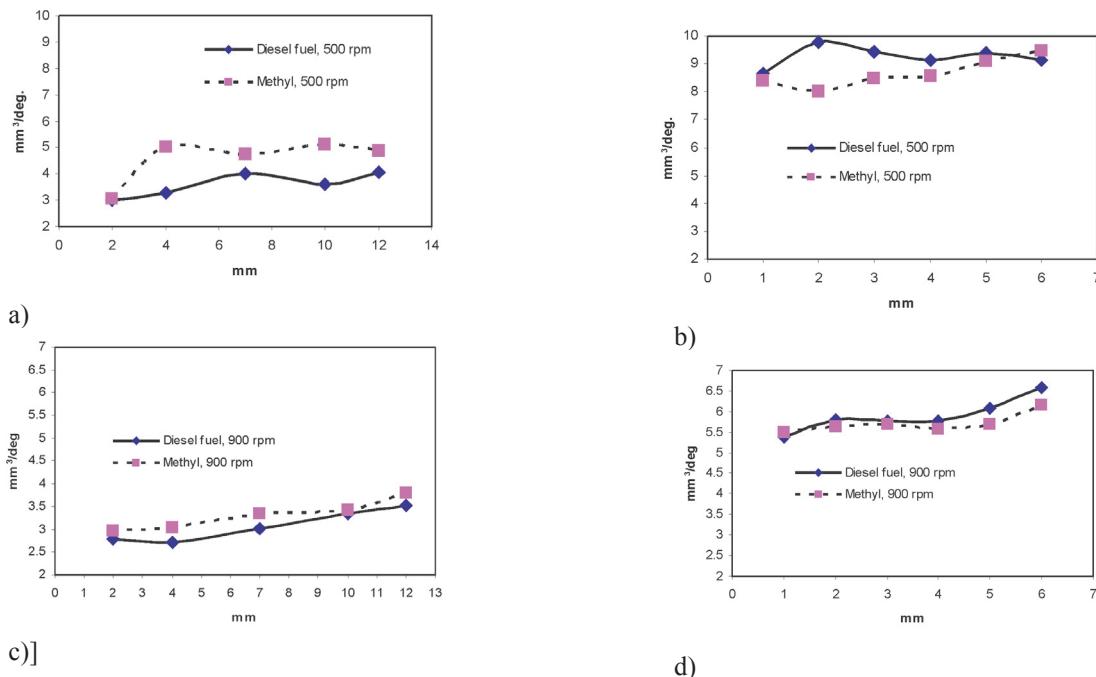 10
9
8
7
6
5
4
3
2
mm³/deg.
Diesel fuel, 500 rpm
Methyl, 500 rpm
0 2 4 6 8 10 12 14
mm
a)
10
9
8
7
6
5
4
3
2
mm³/deg.
Diesel fuel, 500 rpm
Methyl, 500 rpm
0 1 2 3 4 5 6 7
mm
b)
7
6.5
6
5.5
5
4.5
4
3.5
3
2.5
2
mm³/deg
Diesel fuel, 900 rpm
Methyl, 900 rpm
0 1 2 3 4 5 6 7 8 9 10 11 12 13
mm
c)]
7
6.5
6
5.5
5
4.5
4
3.5
3
2.5
2
mm³/deg
Diesel fuel, 900 rpm
Methyl, 900 rpm
0 1 2 3 4 5 6 7
mm
d)